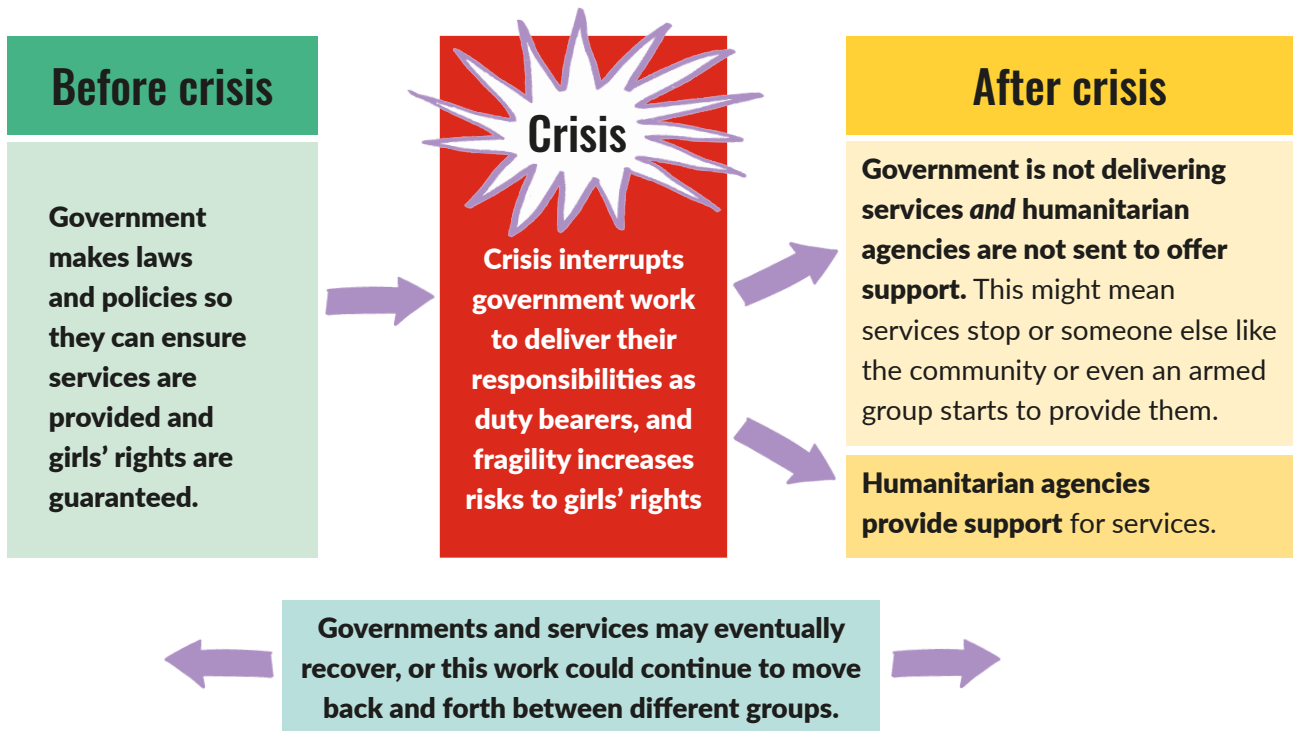 Before crisis
Government
makes laws
and policies so
they can ensure
services are
provided and
girls’ rights are
guaranteed.
Crisis
Crisis interrupts
government work
to deliver their
responsibilities as
duty bearers, and
fragility increases
risks to girls’ rights
After crisis
Government is not delivering
services and humanitarian
agencies are not sent to offer
support. This might mean
services stop or someone else like
the community or even an armed
group starts to provide them.
Humanitarian agencies
provide support for services.
Governments and services may eventually
recover, or this work could continue to move
back and forth between different groups.